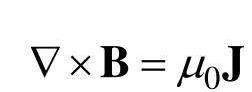 ∇ × B = μ₀J